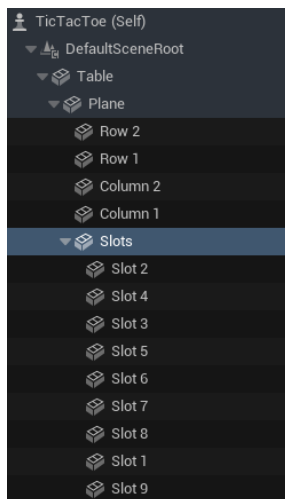 TicTacToe (Self)
DefaultSceneRoot
Table
Plane
Row 2
Row 1
Column 2
Column 1
Slots
Slot 2
Slot 4
Slot 3
Slot 5
Slot 6
Slot 7
Slot 8
Slot 1
Slot 9